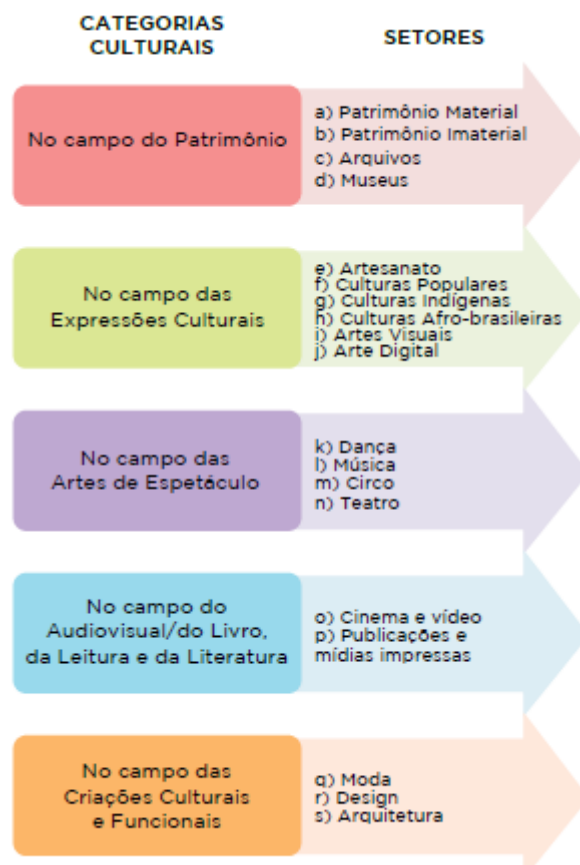 CATEGORIAS
CULTURAIS
SETORES
No campo do Patrimônio
a) Patrimônio Material
b) Patrimônio Imaterial
c) Arquivos
d) Museus
No campo das
Expressões Culturais
e) Artesanato
f) Culturas Populares
g) Culturas Indígenas
h) Culturas Afro-brasileiras
i) Artes Visuais
j) Arte Digital
No campo das
Artes de Espetáculo
k) Dança
l) Música
m) Circo
n) Teatro
No campo do
Audiovisual/do Livro,
da Leitura e da Literatura
o) Cinema e vídeo
p) Publicações e
mídias impressas
No campo das
Criações Culturais
e Funcionais
q) Moda
r) Design
s) Arquitetura